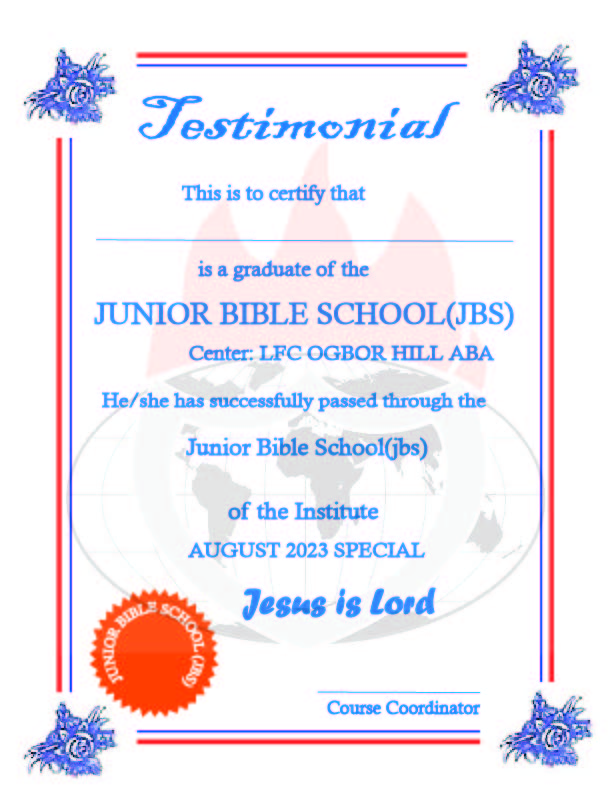 Testimonial
This is to certify that
is a graduate of the
JUNIOR BIBLE SCHOOL(JBS)
Center: LFC OGBOR HILL ABA
He/she has successfully passed through the
Junior Bible School(jbs)
of the Institute
AUGUST 2023 SPECIAL
Jesus is Lord
JUNIOR BIBLE SCHOOL (JBS)
Course Coordinator